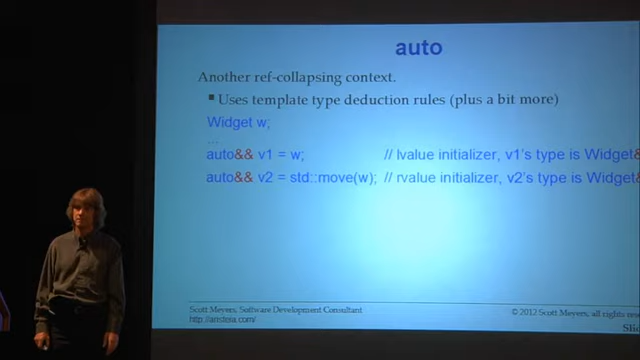 auto
Another ref-collapsing context.
▪ Uses template type deduction rules (plus a bit more)
Widget w;
...
auto&& v1 = w; // lvalue initializer, v1's type is Widget&
auto&& v2 = std::move(w); // rvalue initializer, v2's type is Widget&
Scott Meyers, Software Development Consultant © 2012 Scott Meyers, all rights
http://aristeia.com/